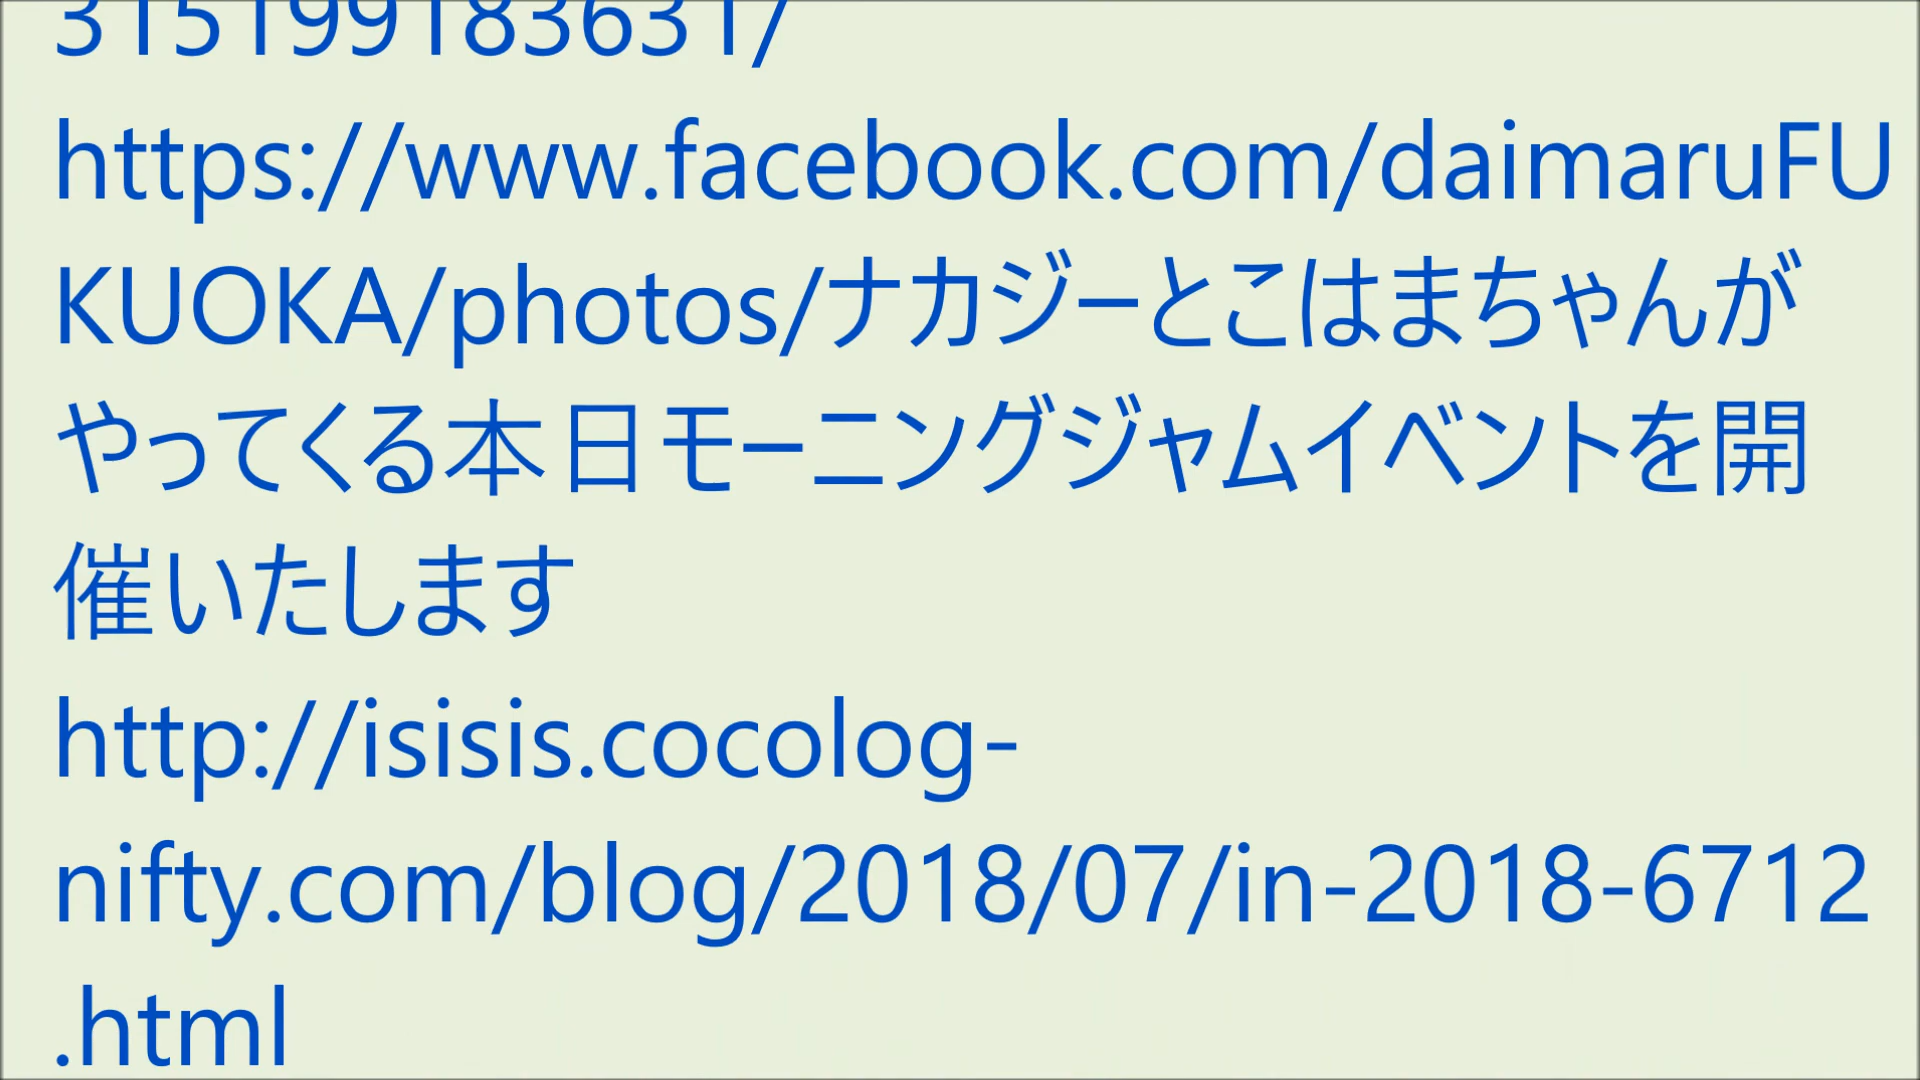 315199183631/
https://www.facebook.com/daimaruFU
KUOKA/photos/ナカジーとこはまちゃんが
やってくる本日モーニングジャムイベントを開
催いたします
http://isisis.cocolog-
nifty.com/blog/2018/07/in-2018-6712
.html